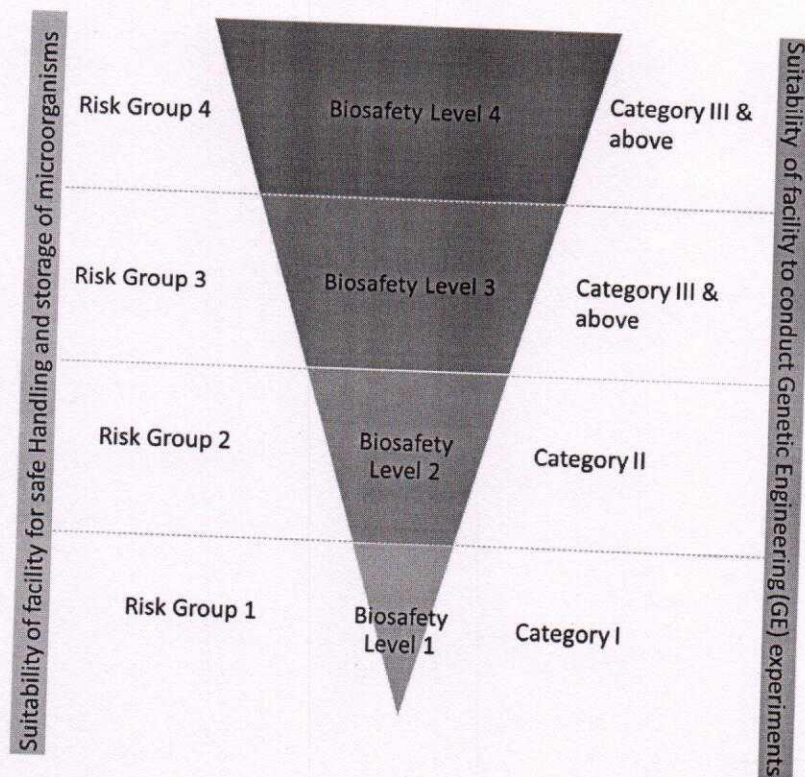 Suitability of facility for safe Handling and storage of microorganisms
Risk Group 4
Biosafety Level 4
Category III &
above
Risk Group 3
Biosafety Level 3
Category III &
above
Risk Group 2
Biosafety
Level 2
Category II
Risk Group 1
Biosafety
Level 1
Category I
Suitability of facility to conduct Genetic Engineering (GE) experiments